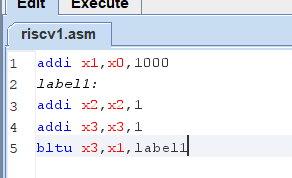 Edit Execute
riscv1.asm
1 addi x1,x0,1000
2 label1:
3 addi x2,x2,1
4 addi x3,x3,1
5 bltu x3,x1,label1